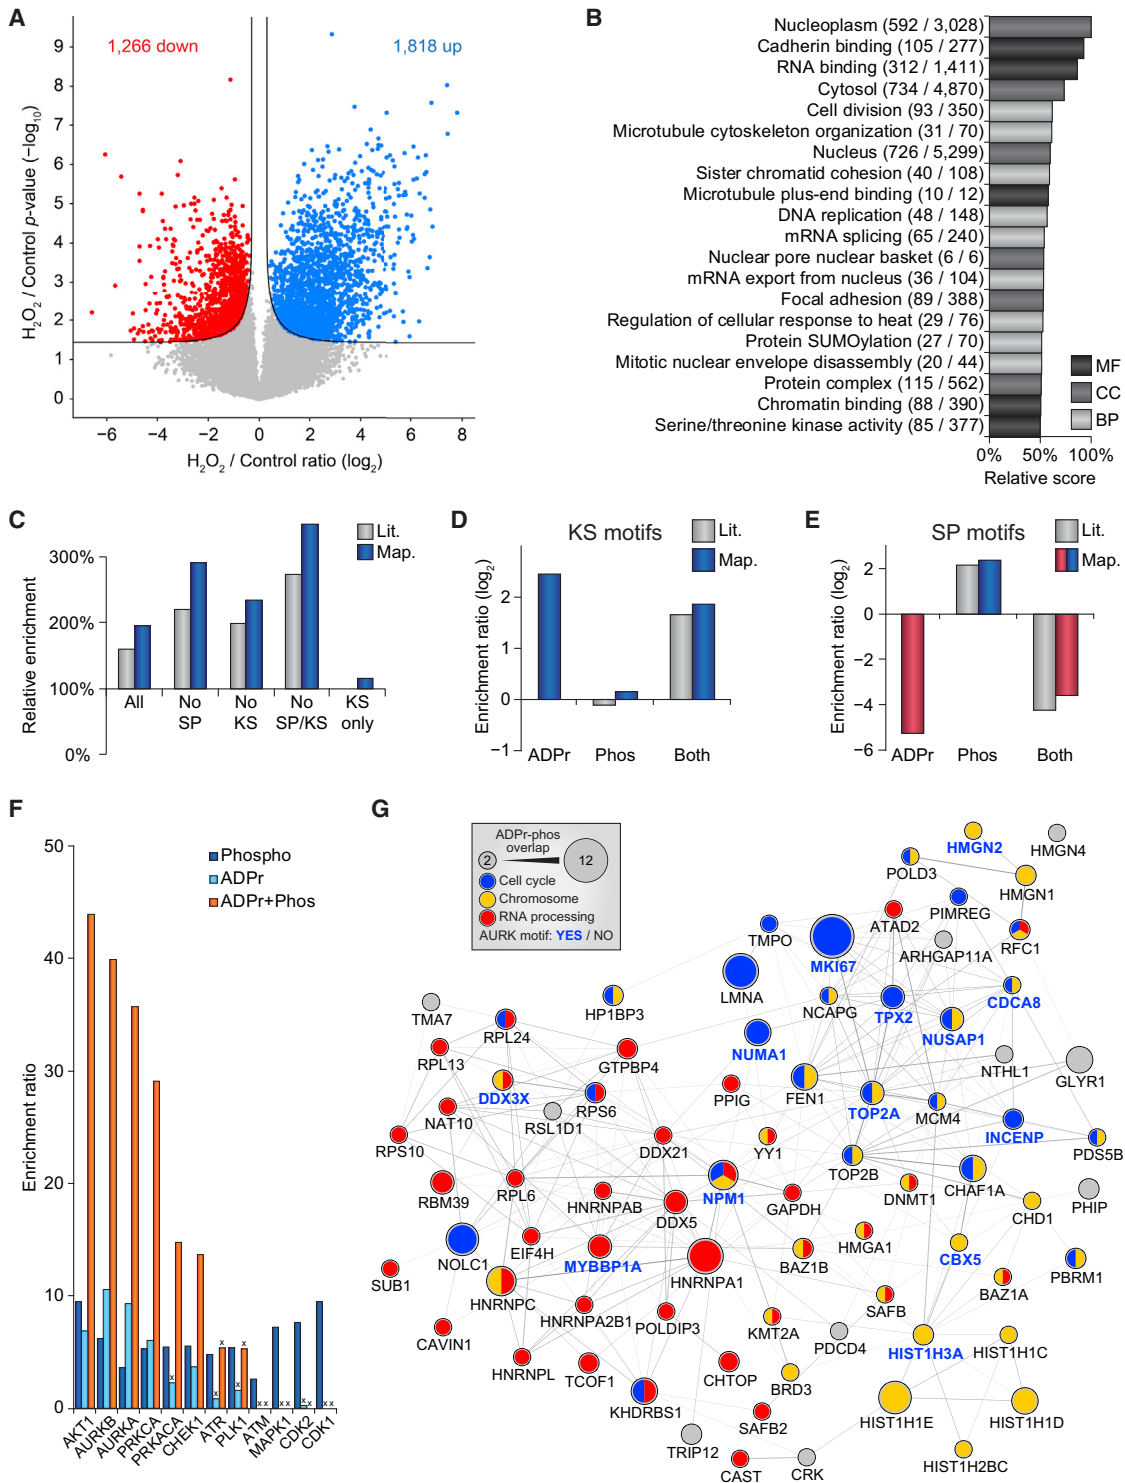 A
1,266 down
1,818 up
H2O2 / Control p-value (−log10)
9
8
7
6
5
4
3
2
1
0
−6
−4
−2
0
2
4
6
8
H2O2 / Control ratio (log2)
B
Nucleoplasm (592 / 3,028)
Cadherin binding (105 / 277)
RNA binding (312 / 1,411)
Cytosol (734 / 4,870)
Cell division (93 / 350)
Microtubule cytoskeleton organization (31 / 70)
Nucleus (726 / 5,299)
Sister chromatid cohesion (40 / 108)
Microtubule plus-end binding (10 / 12)
DNA replication (48 / 148)
mRNA splicing (65 / 240)
Nuclear pore nuclear basket (6 / 6)
mRNA export from nucleus (36 / 104)
Focal adhesion (89 / 388)
Regulation of cellular response to heat (29 / 76)
Protein SUMOylation (27 / 70)
Mitotic nuclear envelope disassembly (20 / 44)
Protein complex (115 / 562)
Chromatin binding (88 / 390)
Serine/threonine kinase activity (85 / 377)
MF
CC
BP
0%
50%
100%
Relative score
C
Relative enrichment
300%
200%
100%
0%
Lit.
Map.
All
No SP
No KS
No SP/KS
KS only
D
KS motifs
Lit.
Map.
Enrichment ratio (log2)
2
1
0
−1
ADPr
Phos
Both
E
SP motifs
Lit.
Map.
Enrichment ratio (log2)
2
0
−2
−4
−6
ADPr
Phos
Both
F
Enrichment ratio
50
40
30
20
10
0
Phospho
ADPr
ADPr+Phos
x
x
x
x
x
x
x
x
x
x
x
x
x
AKT1
AURKB
AURKA
PRKCA
PRKACA
CHEK1
ATR
PLK1
ATM
MAPK1
CDK2
CDK1
G
ADPr-phos
overlap
2
12
Cell cycle
Chromosome
RNA processing
AURK motif: YES / NO
HMGN2
HMGN4
POLD3
HMGN1
PIMREG
ATAD2
TMPO
RFC1
ARHGAP11A
MKI67
LMNA
CDCA8
NCAPG
HP1BP3
TPX2
TMA7
NUSAP1
RPL24
NUMA1
RPL13
GTPBP4
NTHL1
GLYR1
DDX3X
PPIG
FEN1
RPS6
TOP2A
MCM4
NAT10
RSL1D1
INCENP
RPS10
DDX21
YY1
PDS5B
TOP2B
RBM39
RPL6
HNRNPAB
NPM1
DNMT1
CHAF1A
GAPDH
PHIP
DDX5
CHD1
NOLC1
EIF4H
HMGA1
MYBBP1A
BAZ1B
CBX5
SUB1
HNRNPA1
PBRM1
HNRNPC
BAZ1A
SAFB
HNRNPA2B1
POLDIP3
CAVIN1
KMT2A
PDCD4
HIST1H3A
HIST1H1C
HNRNPL
TCOF1
CHTOP
BRD3
KHDRBS1
HIST1H1E
HIST1H1D
SAFB2
TRIP12
HIST1H2BC
CAST
CRK